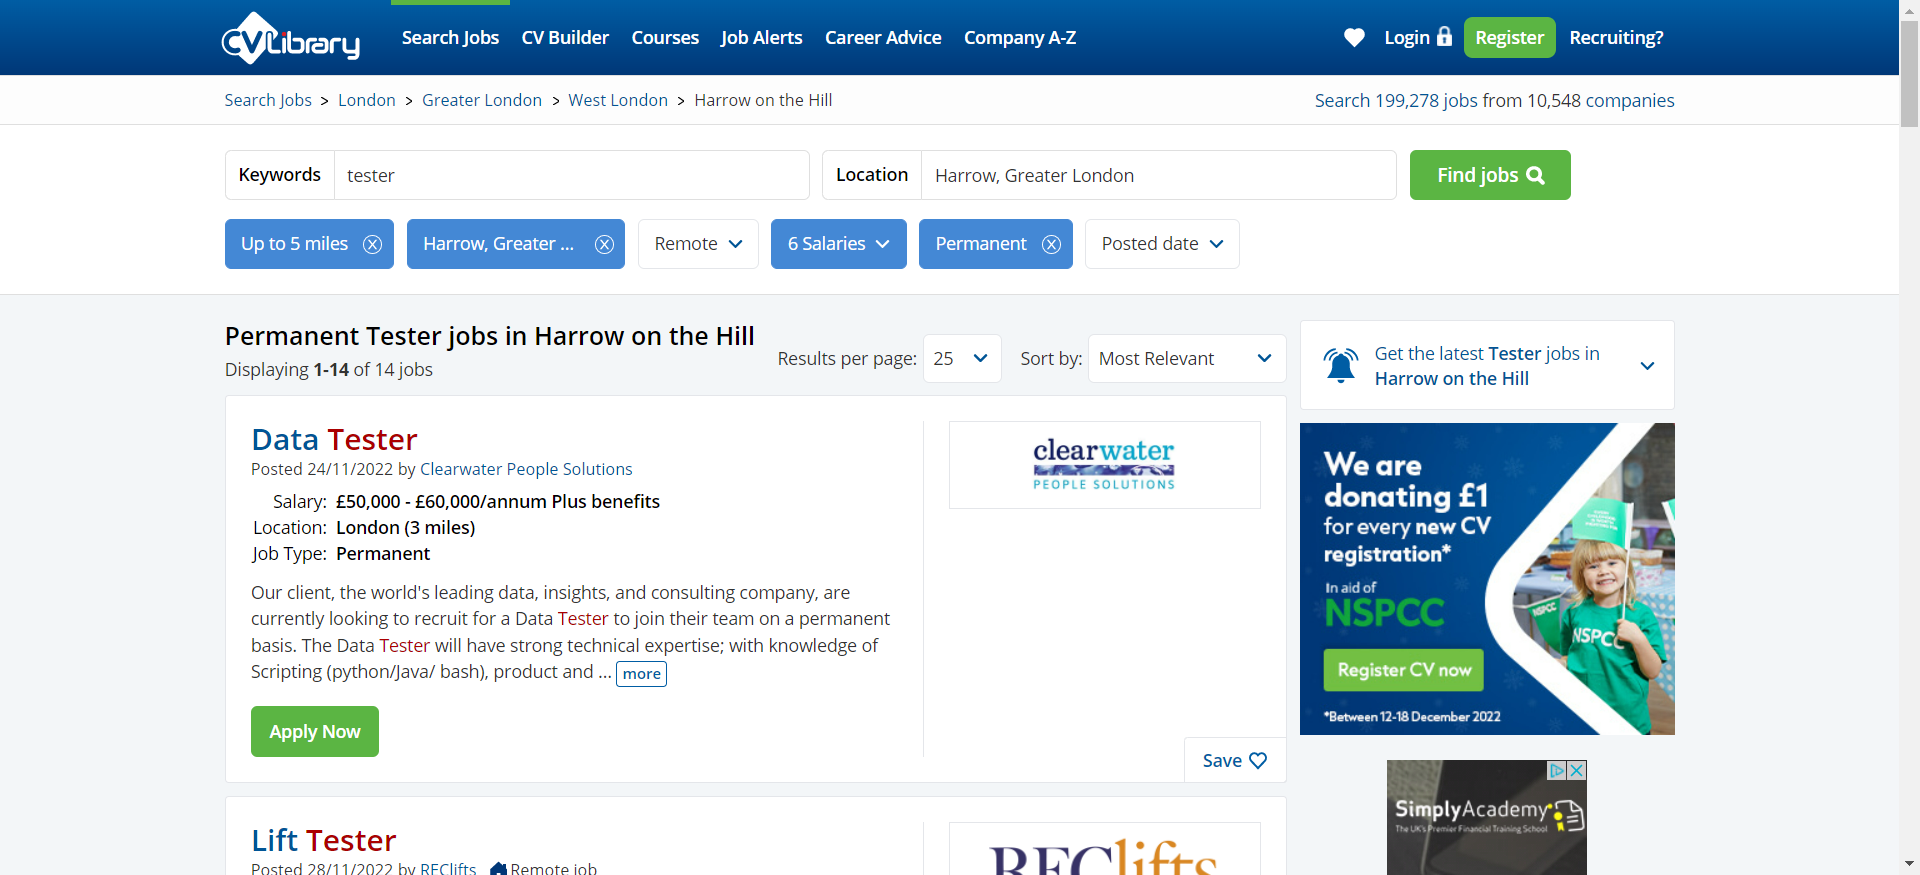 CVLibrary
Search Jobs CV Builder Courses Job Alerts Career Advice Company A-Z Login Register Recruiting?
Search Jobs > London > Greater London > West London > Harrow on the Hill
Search 199,278 jobs from 10,548 companies
Keywords tester Location Harrow, Greater London Find jobs
Up to 5 miles Harrow, Greater ... Remote 6 Salaries Permanent Posted date
Permanent Tester jobs in Harrow on the Hill
Displaying 1-14 of 14 jobs
Results per page: 25 Sort by: Most Relevant
Data Tester
Posted 24/11/2022 by Clearwater People Solutions
Salary: £50,000 - £60,000/annum Plus benefits
Location: London (3 miles)
Job Type: Permanent
Our client, the world's leading data, insights, and consulting company, are
currently looking to recruit for a Data Tester to join their team on a permanent
basis. The Data Tester will have strong technical expertise; with knowledge of
Scripting (python/Java/ bash), product and ... more
Apply Now
clearwater
PEOPLE SOLUTIONS
Save
Lift Tester
Posted 28/11/2022 by REClifts Remote job
REClifts
Get the latest Tester jobs in
Harrow on the Hill
We are
donating £1
for every new CV
registration*
In aid of
NSPCC
Register CV now
*Between 12-18 December 2022
NSPCC
NSPCC
SimplyAcademy
The UK's Premier Financial Training School